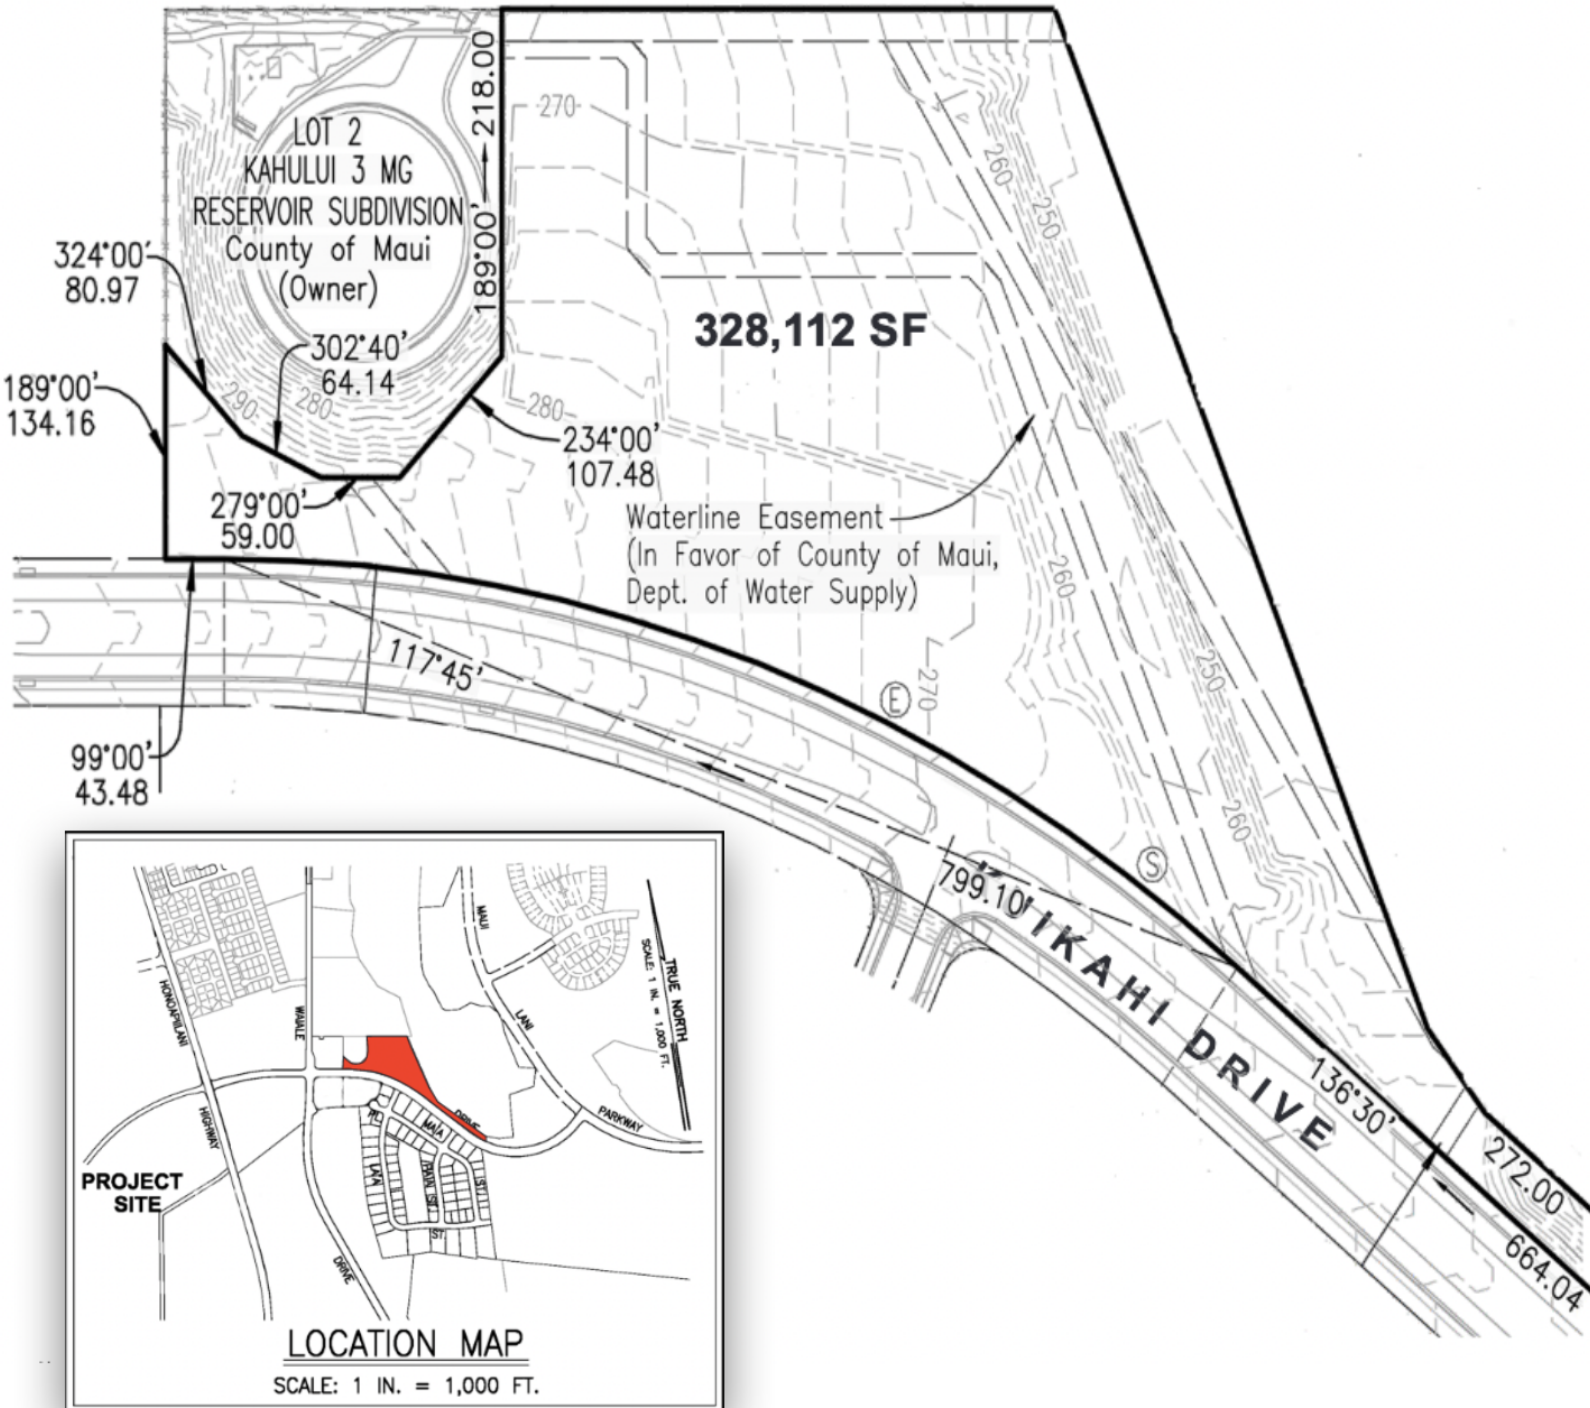 189°00' 218.00
270
LOT 2
KAHULUI 3 MG
RESERVOIR SUBDIVISION
County of Maui
(Owner)
324°00'
80.97
302°40'
64.14
260
250
328,112 SF
189°00'
134.16
290
280
280
234°00'
107.48
279°00'
59.00
Waterline Easement
(In Favor of County of Maui,
Dept. of Water Supply)
260
250
117°45'
E
270
99°00'
43.48
260
S
799.10
IKAHI DRIVE
136°30'
272.00
664.04
MAUI
LANI
PARKWAY
TRUE NORTH
SCALE: 1 IN. = 1,000 FT.
HONOAPIILANI
HIGHWAY
WAIALE
DRIVE
DRIVE
PL.
MAA
LAA
ST.
ST.
PROJECT
SITE
LOCATION MAP
SCALE: 1 IN. = 1,000 FT.